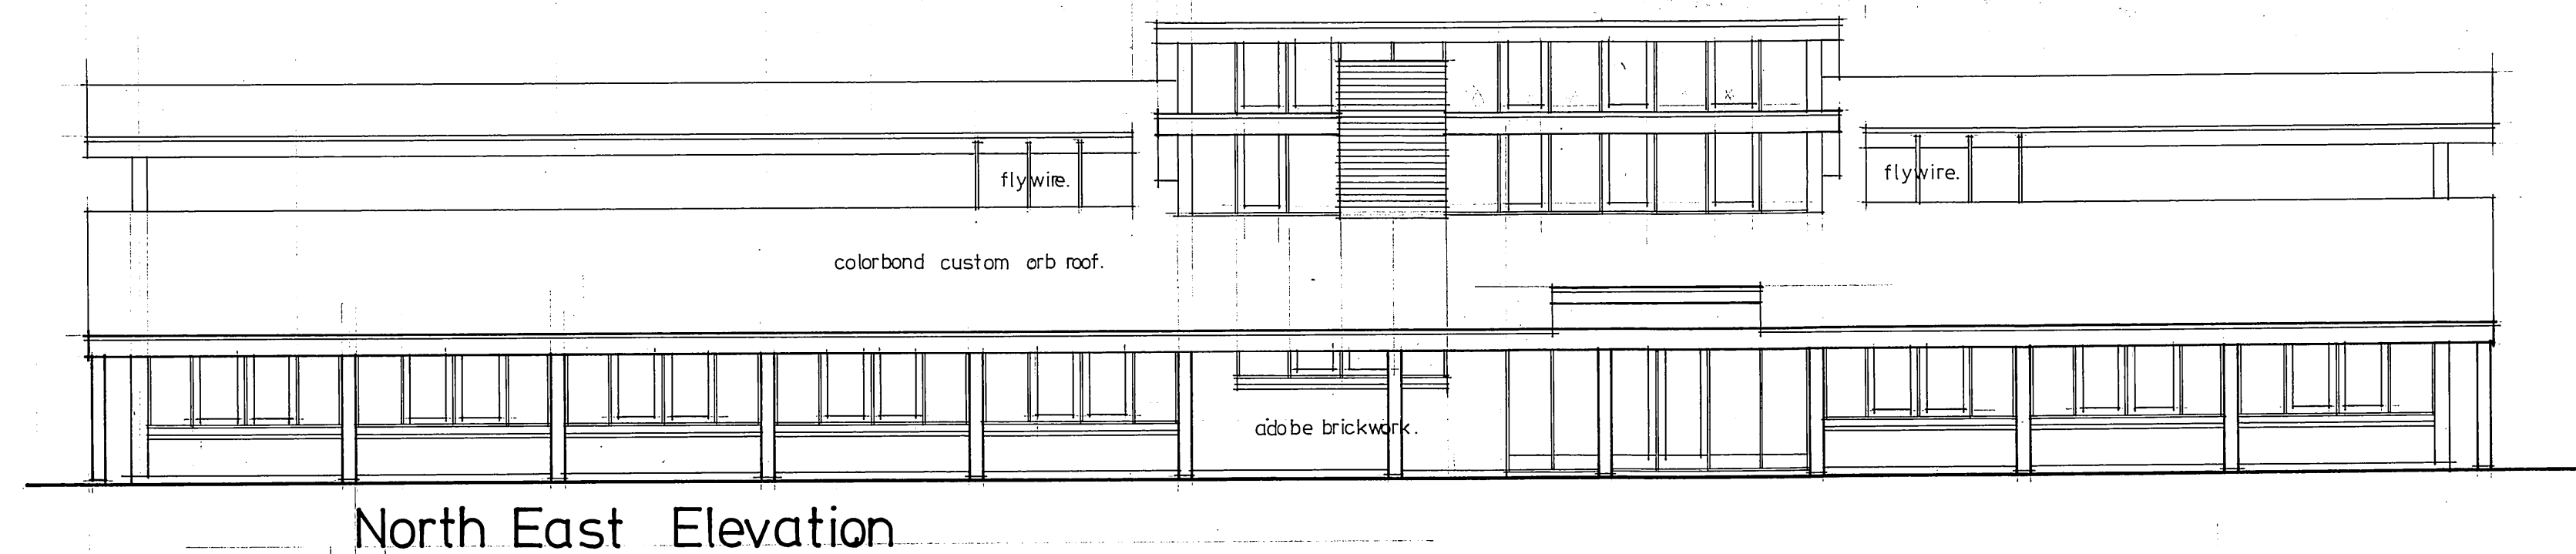 flywire.
flywire.
colorbond custom orb roof.
adobe brickwork.
North East Elevation